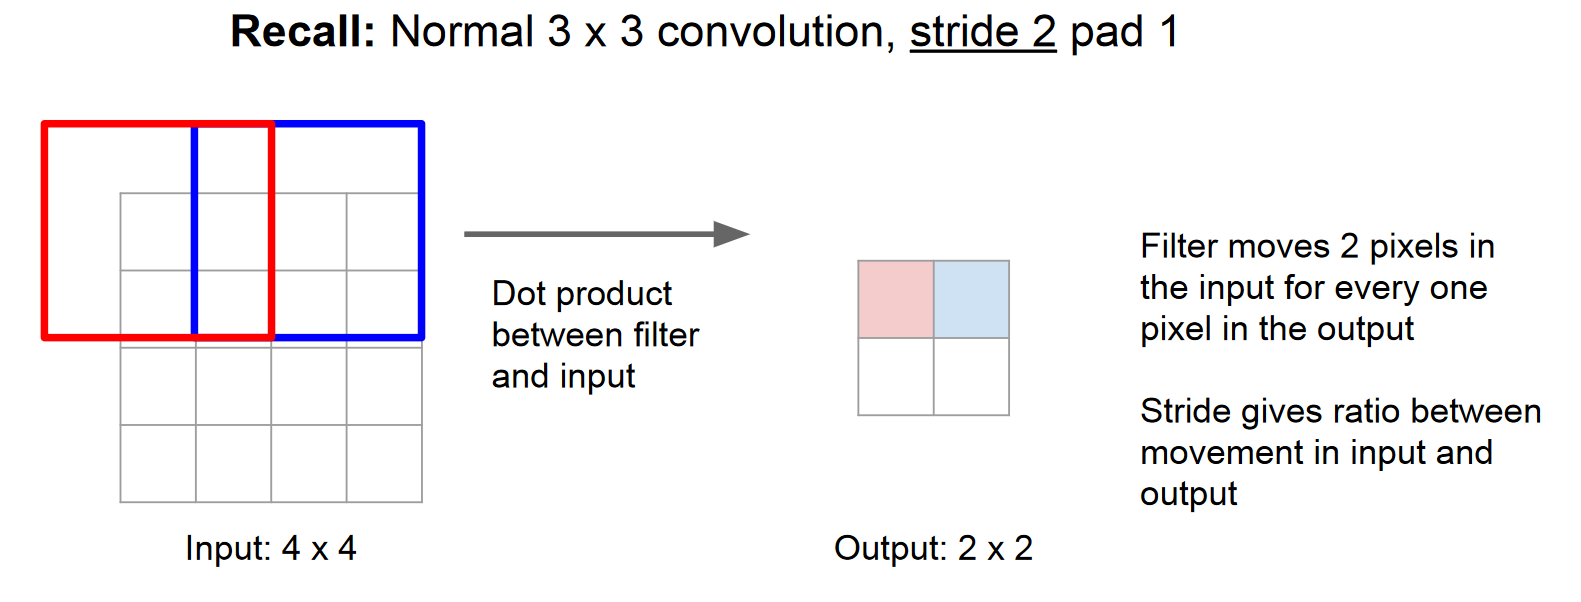 Recall: Normal 3 x 3 convolution, stride 2 pad 1
Dot product
between filter
and input
Filter moves 2 pixels in
the input for every one
pixel in the output
Stride gives ratio between
movement in input and
output
Input: 4 x 4
Output: 2 x 2